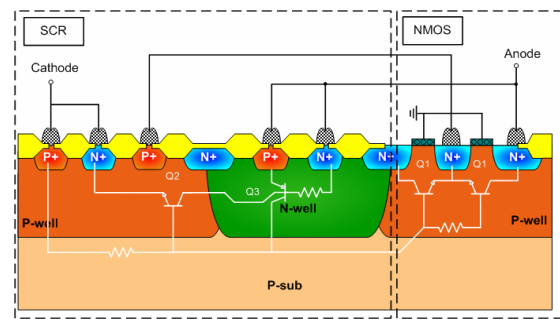 SCR
NMOS
Cathode
Anode
P+
N+
P+
N+
P+
N+
N+
N+
N+
Q2
Q3
Q1
Q1
P-well
N-well
P-well
P-sub